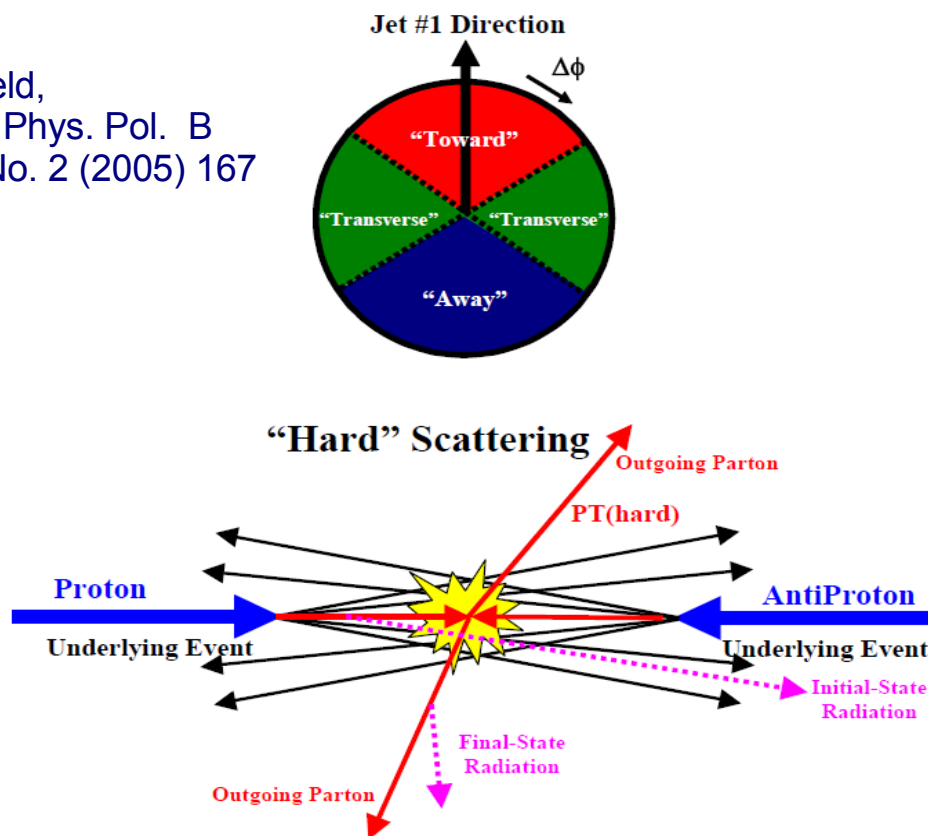 Jet #1 Direction
Δϕ
eld,
Phys. Pol. B
No. 2 (2005) 167
“Toward”
“Transverse” “Transverse”
“Away”
“Hard” Scattering
Outgoing Parton
PT(hard)
Proton
AntiProton
Underlying Event
Underlying Event
Initial-State
Radiation
Final-State
Radiation
Outgoing Parton